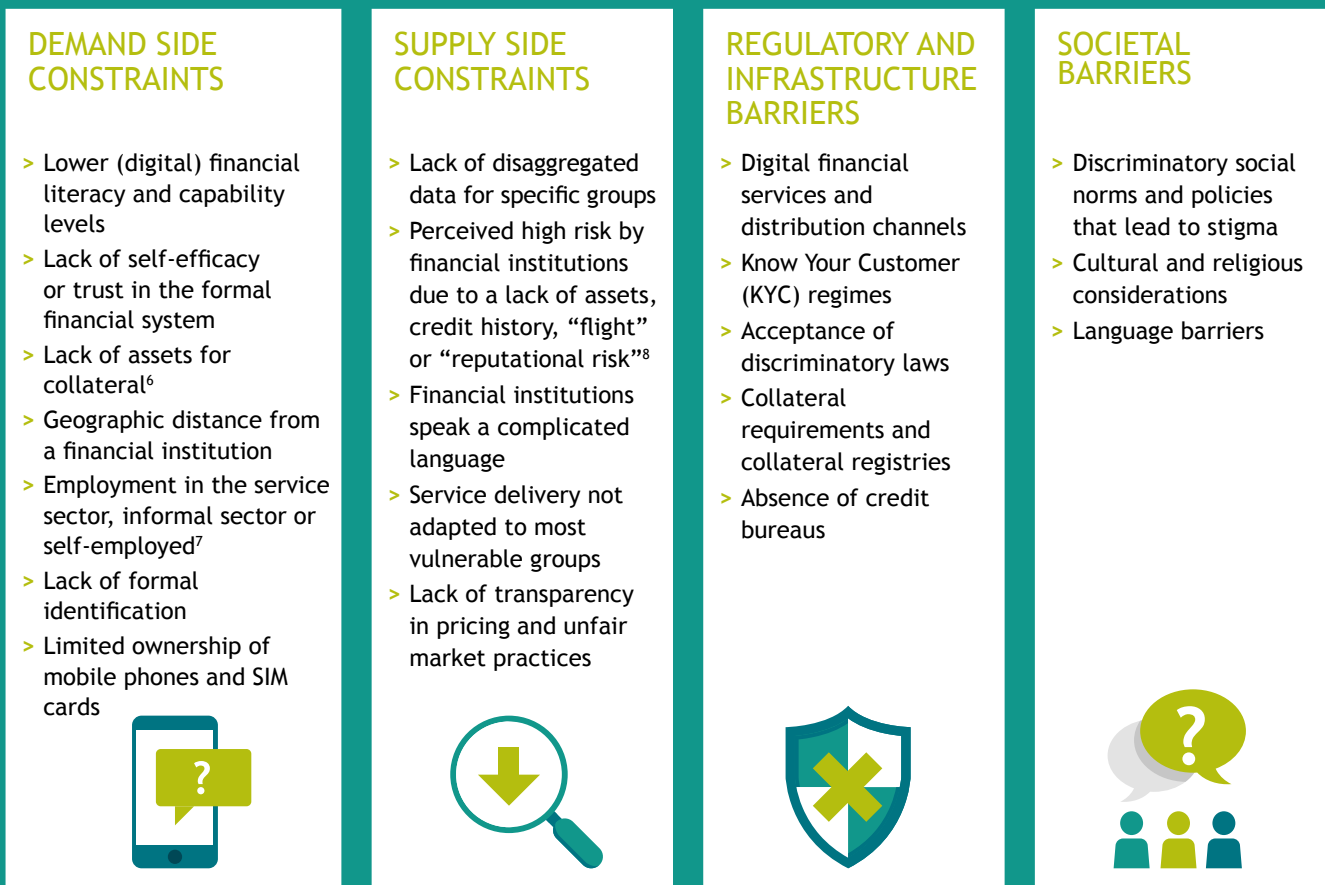 DEMAND SIDE
CONSTRAINTS
> Lower (digital) financial
literacy and capability
levels
> Lack of self-efficacy
or trust in the formal
financial system
> Lack of assets for
collateral⁶
> Geographic distance from
a financial institution
> Employment in the service
sector, informal sector or
self-employed⁷
> Lack of formal
identification
> Limited ownership of
mobile phones and SIM
cards
?
SUPPLY SIDE
CONSTRAINTS
> Lack of disaggregated
data for specific groups
> Perceived high risk by
financial institutions
due to a lack of assets,
credit history, “flight”
or “reputational risk”⁸
> Financial institutions
speak a complicated
language
> Service delivery not
adapted to most
vulnerable groups
> Lack of transparency
in pricing and unfair
market practices
REGULATORY AND
INFRASTRUCTURE
BARRIERS
> Digital financial
services and
distribution channels
> Know Your Customer
(KYC) regimes
> Acceptance of
discriminatory laws
> Collateral
requirements and
collateral registries
> Absence of credit
bureaus
SOCIETAL
BARRIERS
> Discriminatory social
norms and policies
that lead to stigma
> Cultural and religious
considerations
> Language barriers
?